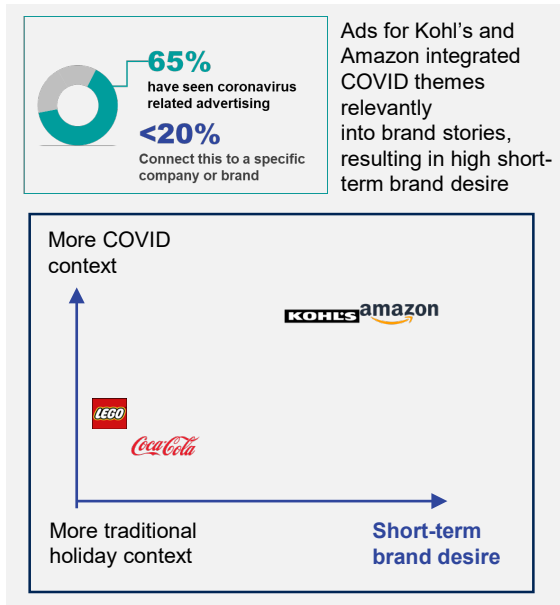 65%
have seen coronavirus
related advertising
<20%
Connect this to a specific
company or brand
Ads for Kohl's and
Amazon integrated
COVID themes
relevantly
into brand stories,
resulting in high short-
term brand desire
More COVID
context
KOHL'S
amazon
LEGO
Coca-Cola
More traditional
holiday context
Short-term
brand desire